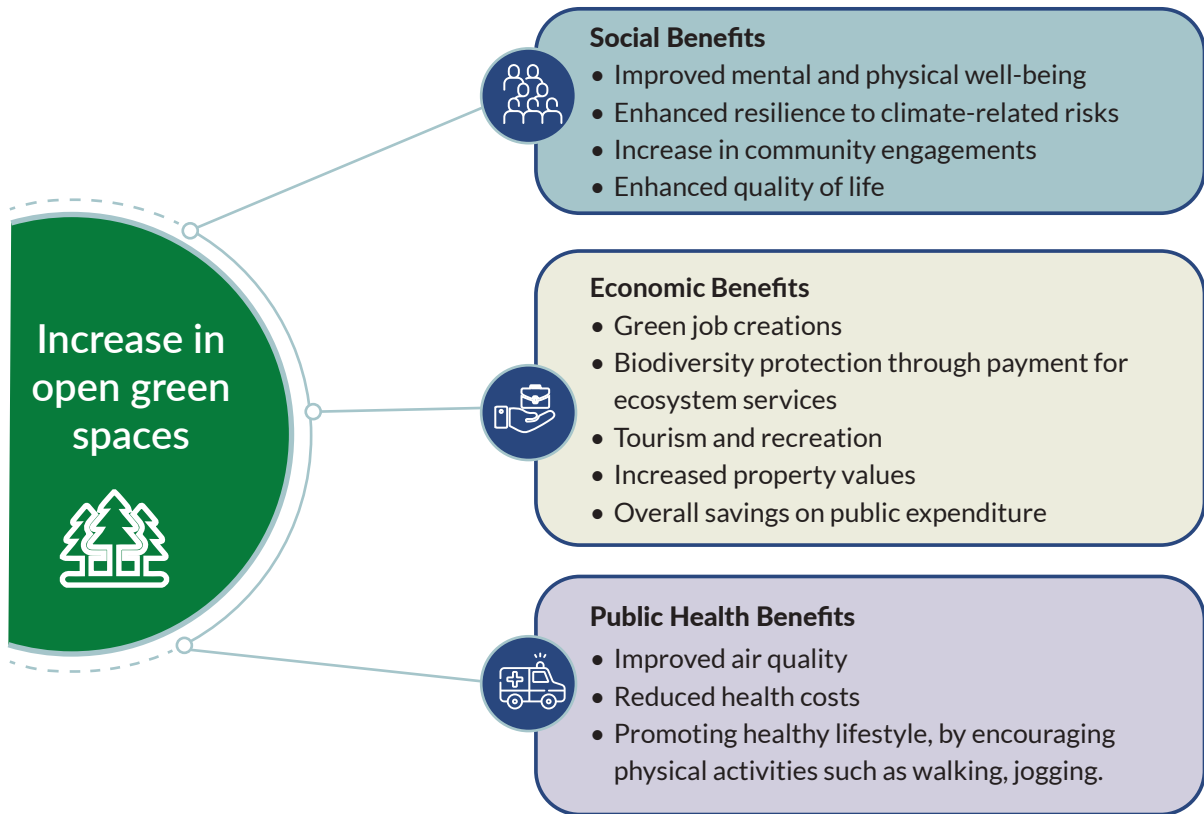 Increase in
open green
spaces
Social Benefits
• Improved mental and physical well-being
• Enhanced resilience to climate-related risks
• Increase in community engagements
• Enhanced quality of life
Economic Benefits
• Green job creations
• Biodiversity protection through payment for
ecosystem services
• Tourism and recreation
• Increased property values
• Overall savings on public expenditure
Public Health Benefits
• Improved air quality
• Reduced health costs
• Promoting healthy lifestyle, by encouraging
physical activities such as walking, jogging.